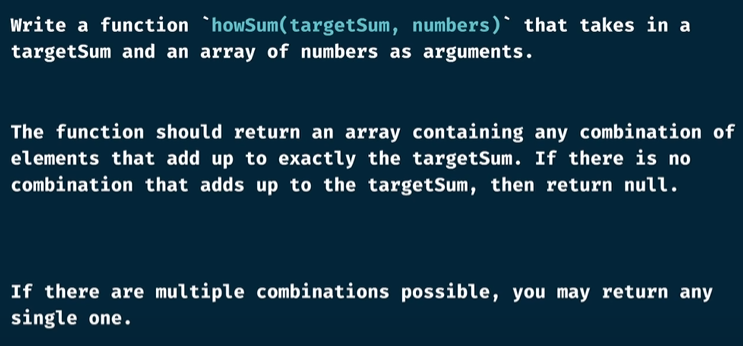 Write a function `howSum(targetSum, numbers)` that takes in a
targetSum and an array of numbers as arguments.
The function should return an array containing any combination of
elements that add up to exactly the targetSum. If there is no
combination that adds up to the targetSum, then return null.
If there are multiple combinations possible, you may return any
single one.